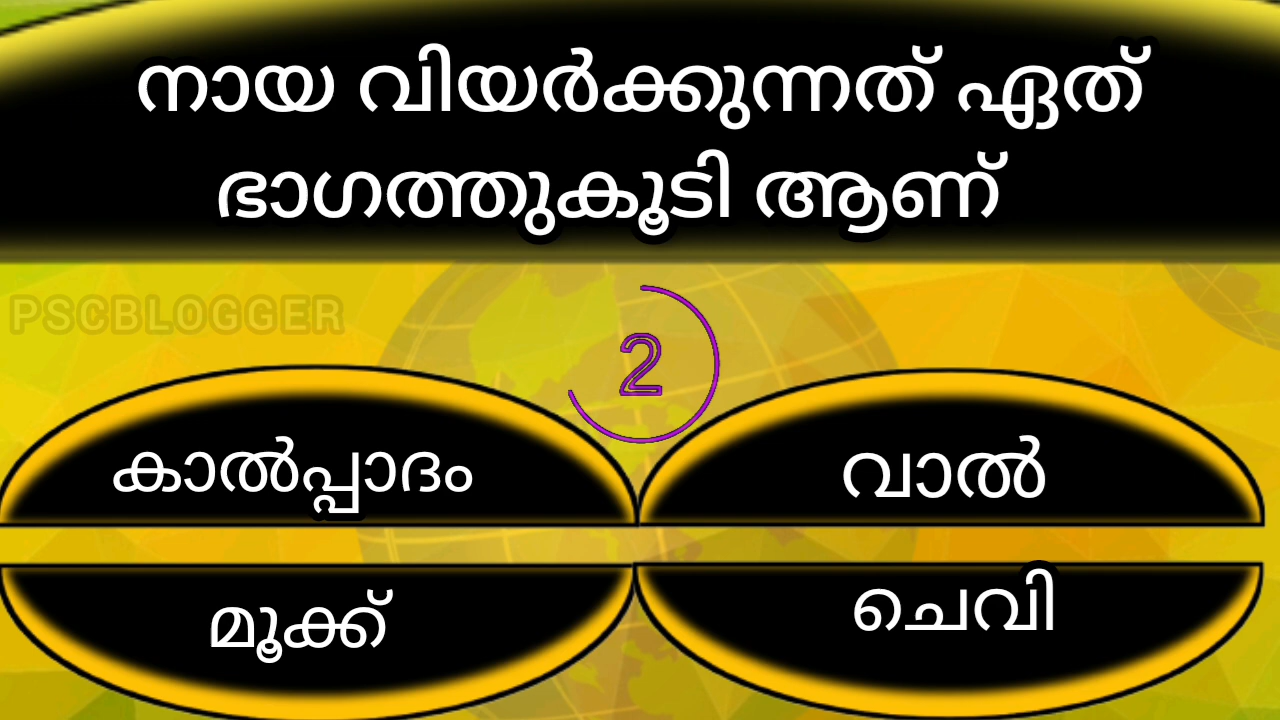 നായ വിയർക്കുന്നത് ഏത്
ഭാഗത്തുകൂടി ആണ്
PSCBLOGGER
2
കാൽപ്പാദം
വാൽ
മൂക്ക്
ചെവി